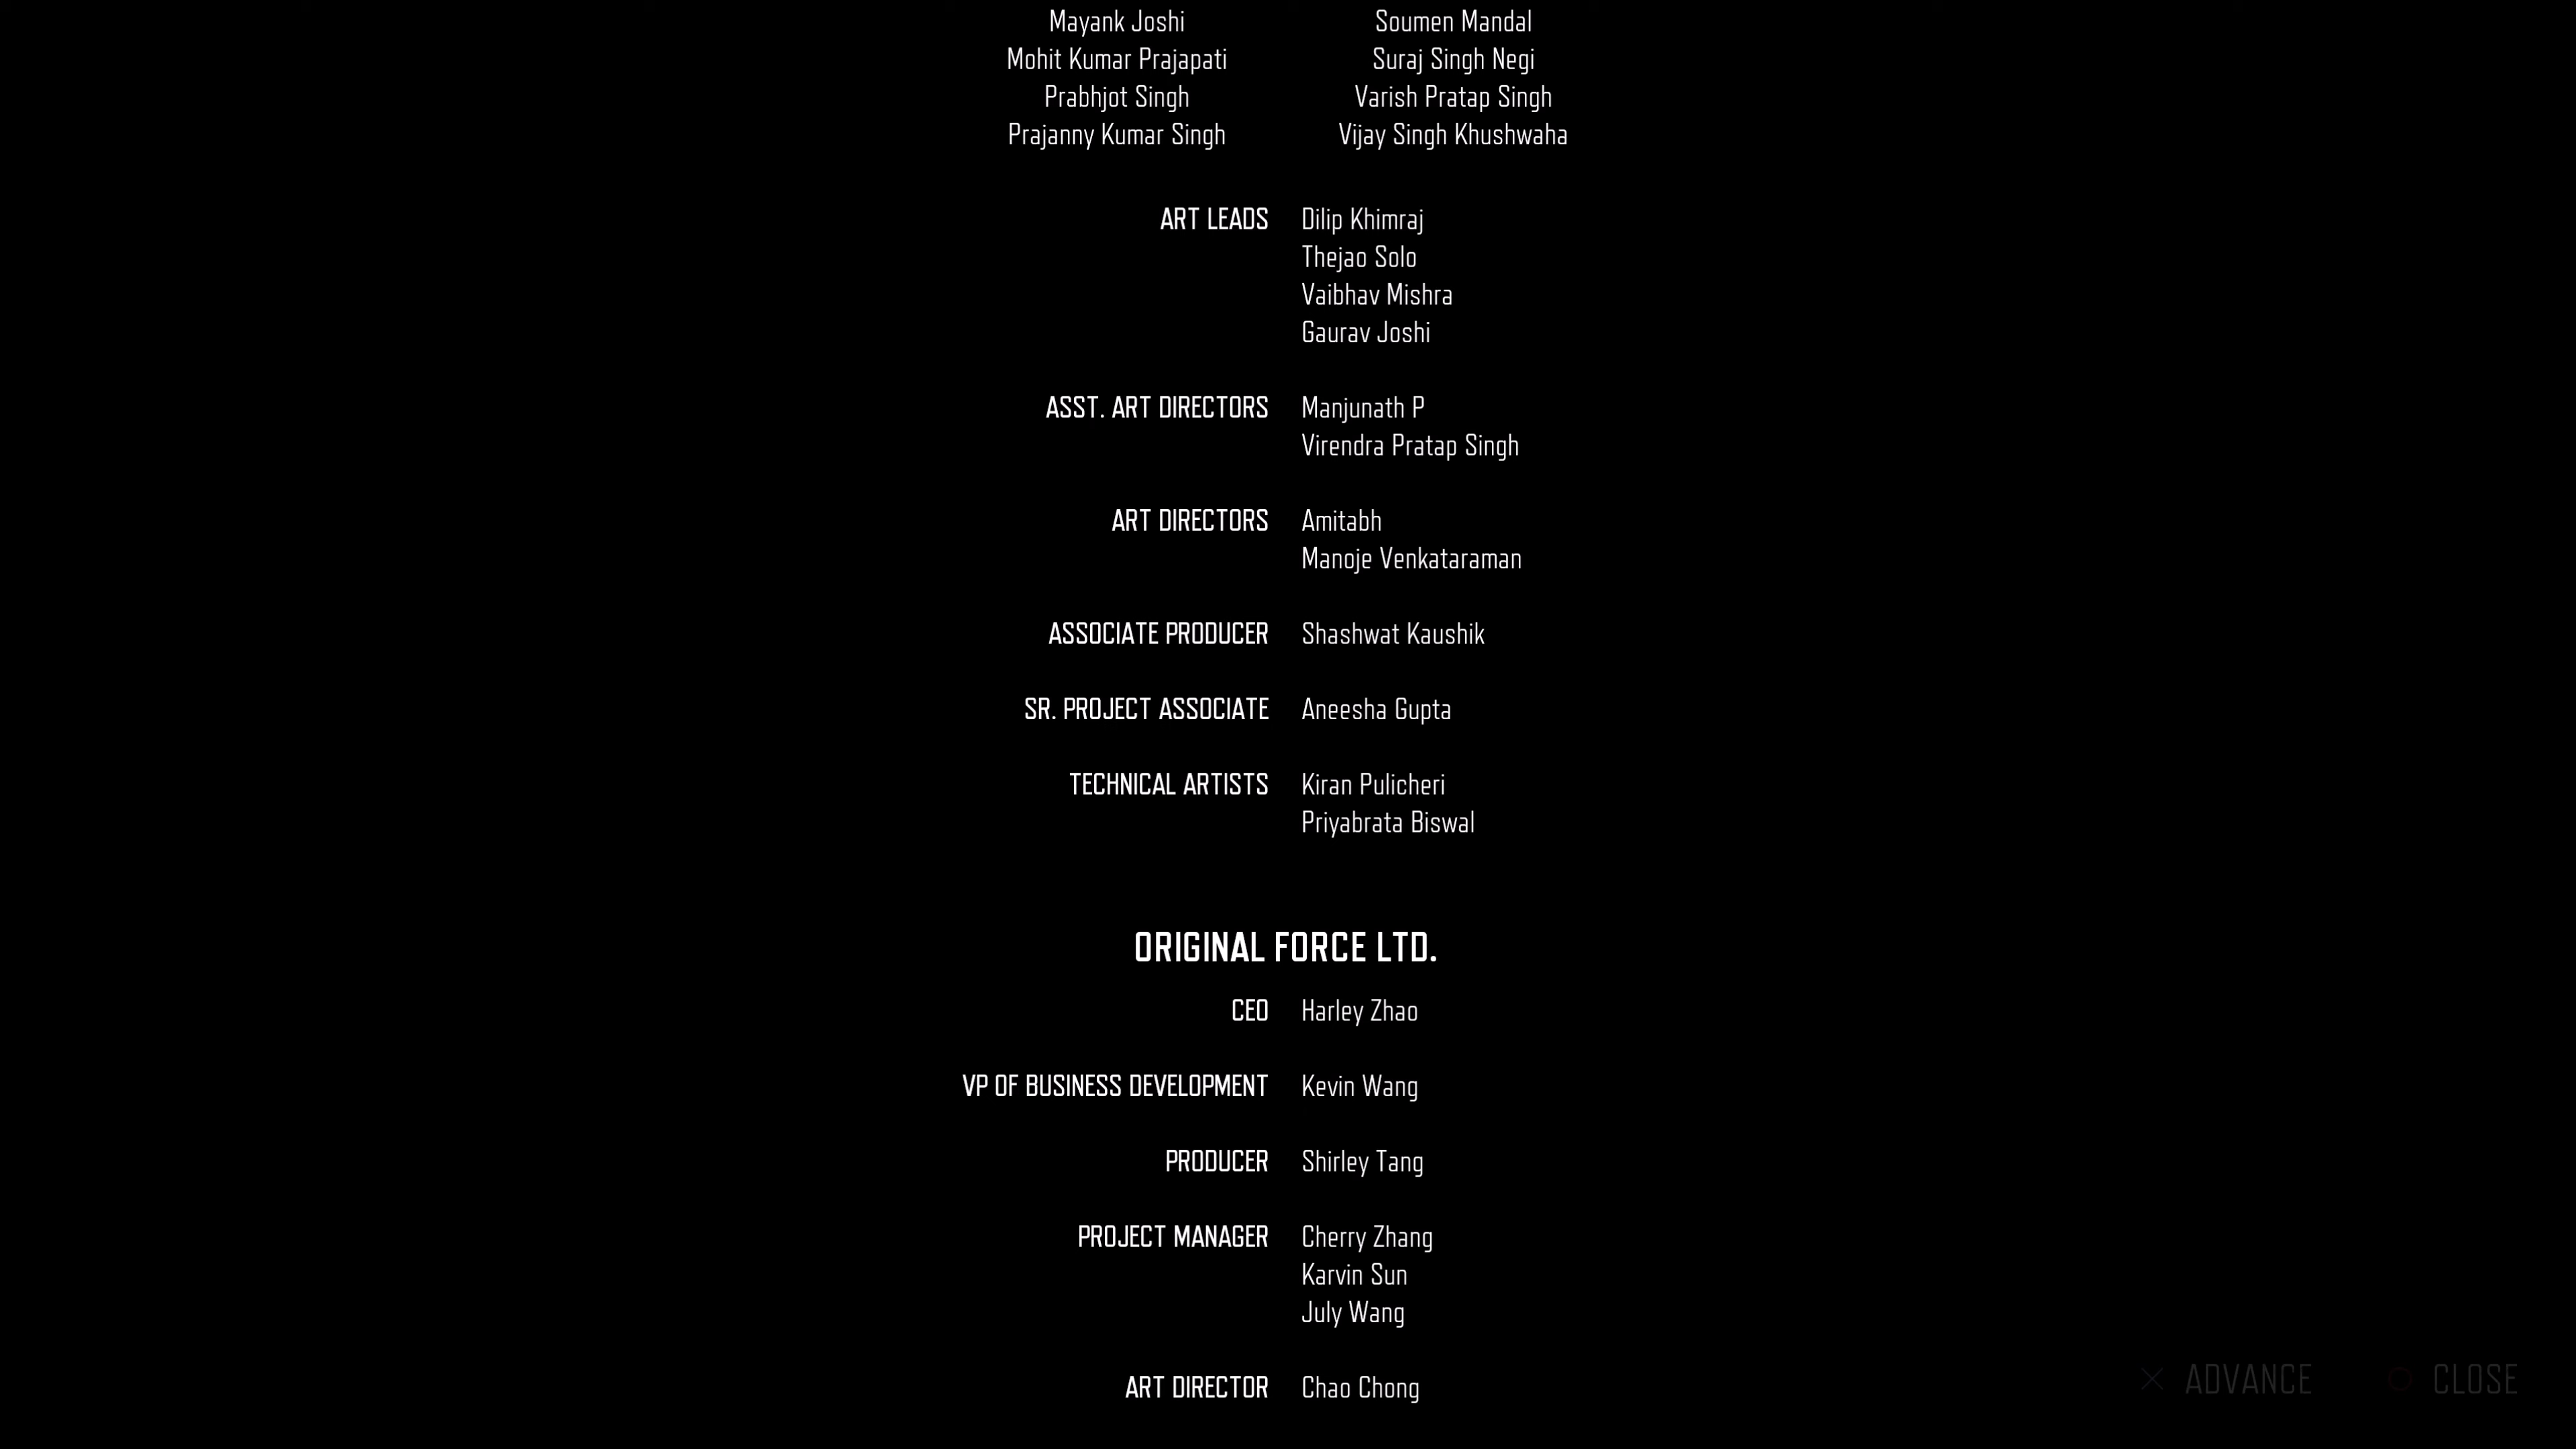 Mayank Joshi Soumen Mandal
Mohit Kumar Prajapati Suraj Singh Negi
Prabhjot Singh Varish Pratap Singh
Prajanny Kumar Singh Vijay Singh Khushwaha
ART LEADS Dilip Khimraj
Thejao Solo
Vaibhav Mishra
Gaurav Joshi
ASST. ART DIRECTORS Manjunath P
Virendra Pratap Singh
ART DIRECTORS Amitabh
Manoje Venkataraman
ASSOCIATE PRODUCER Shashwat Kaushik
SR. PROJECT ASSOCIATE Aneesha Gupta
TECHNICAL ARTISTS Kiran Pulicheri
Priyabrata Biswal
ORIGINAL FORCE LTD.
CEO Harley Zhao
VP OF BUSINESS DEVELOPMENT Kevin Wang
PRODUCER Shirley Tang
PROJECT MANAGER Cherry Zhang
Karvin Sun
July Wang
ART DIRECTOR Chao Chong
ADVANCE CLOSE